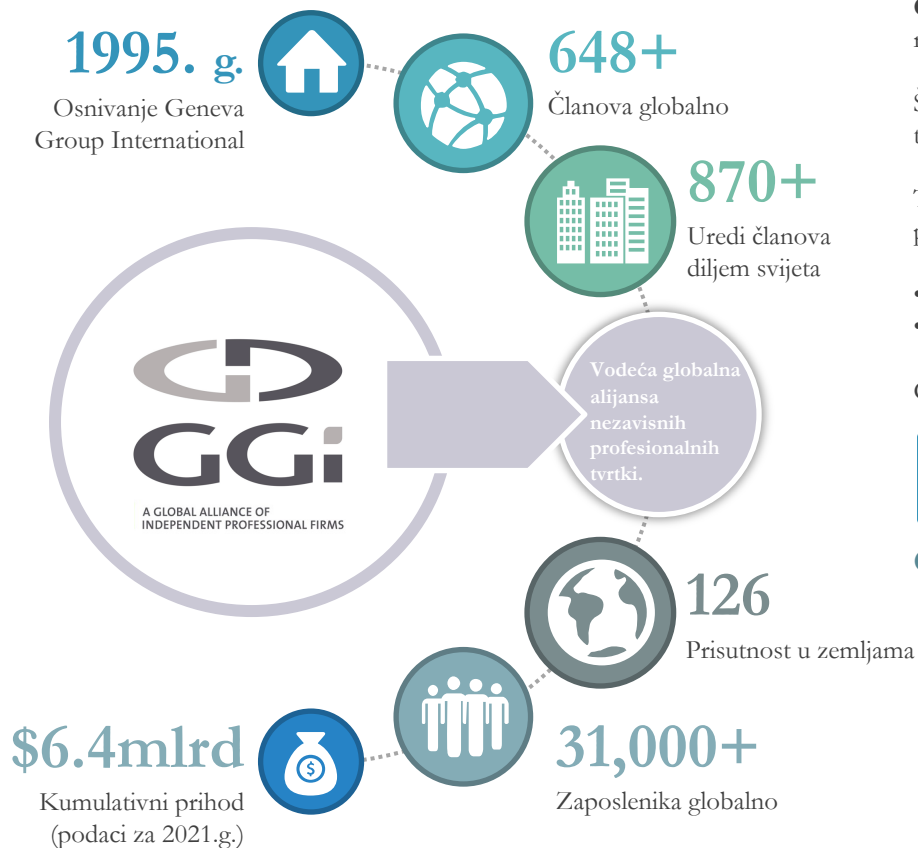 1995. g.
Osnivanje Geneva
Group International
648+
Članova globalno
870+
Uredi članova
diljem svijeta
GGi
A GLOBAL ALLIANCE OF
INDEPENDENT PROFESSIONAL FIRMS
Vodeća globalna
alijansa
nezavisnih
profesionalnih
tvrtki.
126
Prisutnost u zemljama
31,000+
Zaposlenika globalno
$6.4mlrd
Kumulativni prihod
(podaci za 2021.g.)